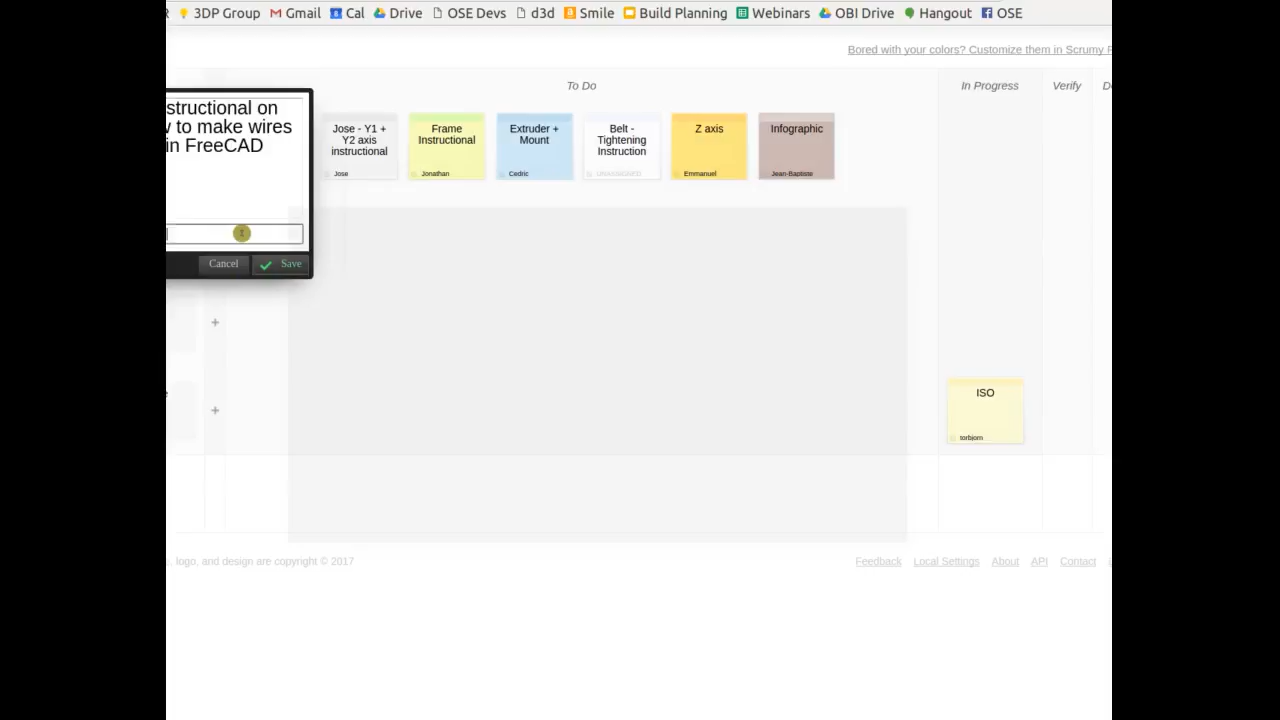 3DP Group Gmail Cal Drive OSE Devs d3d Smile Build Planning Webinars OBI Drive Hangout OSE
Bored with your colors? Customize them in Scrumy
To Do
In Progress
Verify
structional on
to make wires
in FreeCAD
Cancel
Save
Jose - Y1 +
Y2 axis
instructional
Jose
Frame
Instructional
Jonathan
Extruder +
Mount
Cedric
Belt -
Tightening
Instruction
UNASSIGNED
Z axis
Emmanuel
Infographic
Jean-Baptiste
+
+
ISO
torbjorn
, logo, and design are copyright © 2017
Feedback Local Settings About API Contact